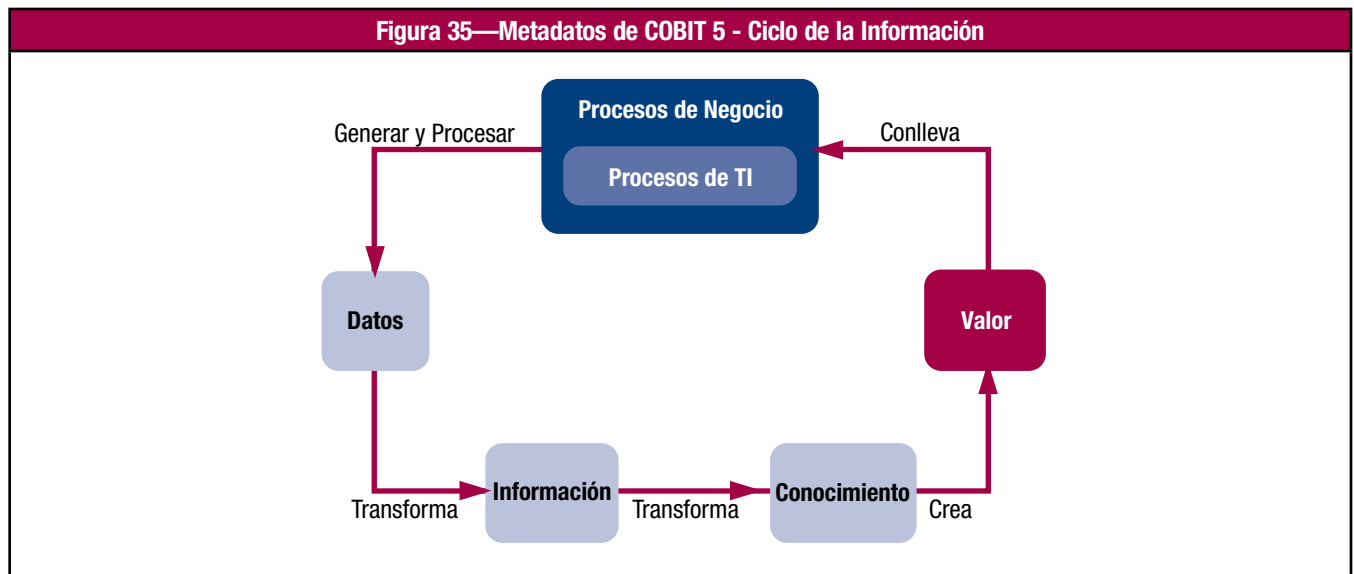 Figura 35—Metadatos de COBIT 5 - Ciclo de la Información
Procesos de Negocio
Generar y Procesar
Conlleva
Procesos de TI
Datos
Valor
Información
Conocimiento
Transforma
Transforma
Crea